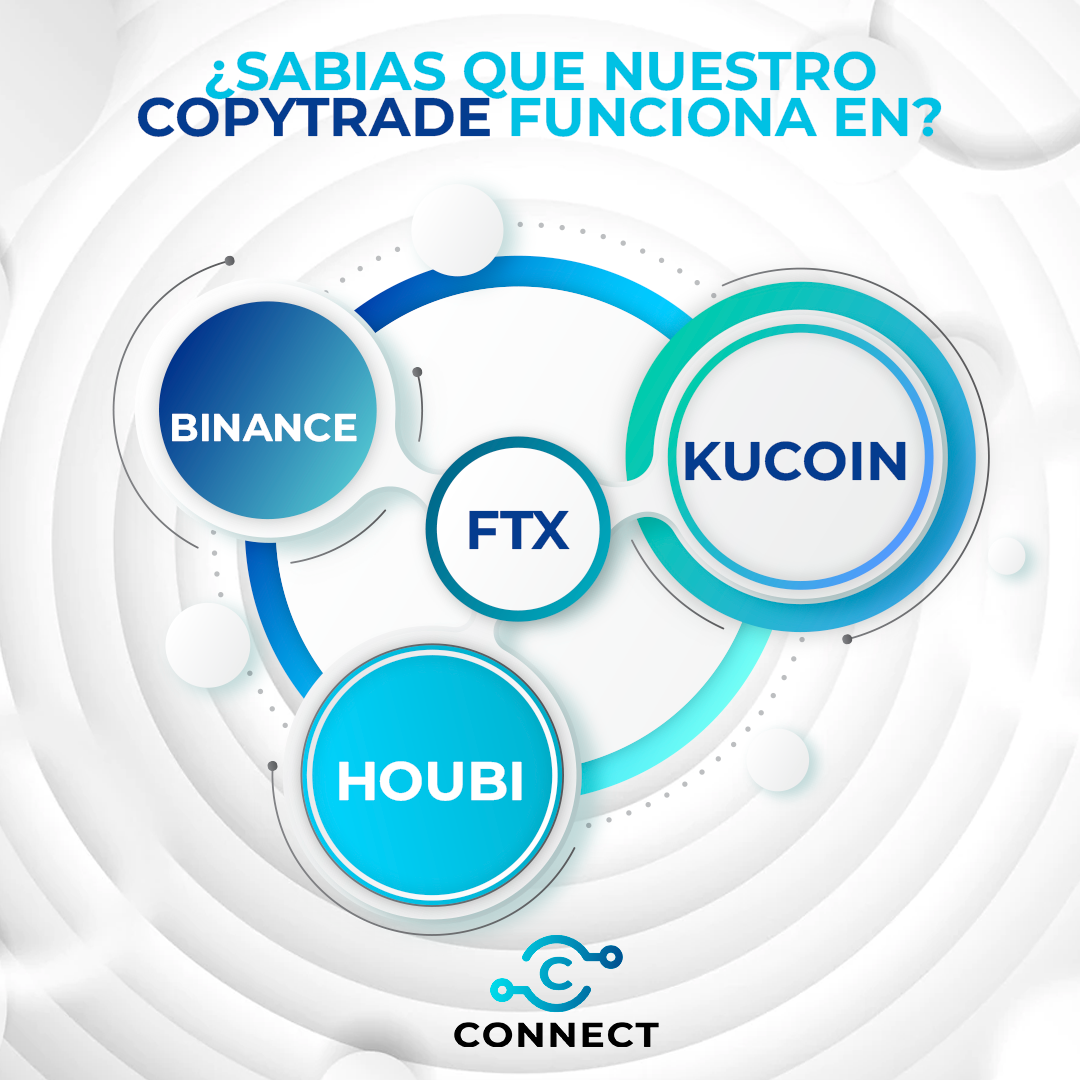 ¿SABIAS QUE NUESTRO
COPYTRADE FUNCIONA EN?
BINANCE
KUCOIN
FTX
HOUBI
C
CONNECT